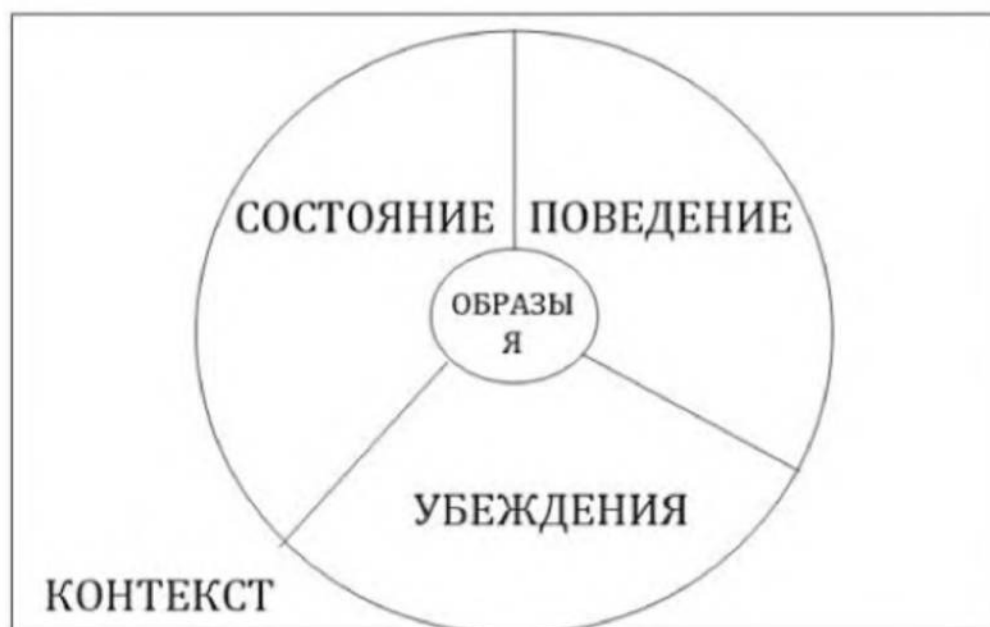 СОСТОЯНИЕ
ПОВЕДЕНИЕ
ОБРАЗЫ
Я
УБЕЖДЕНИЯ
КОНТЕКСТ